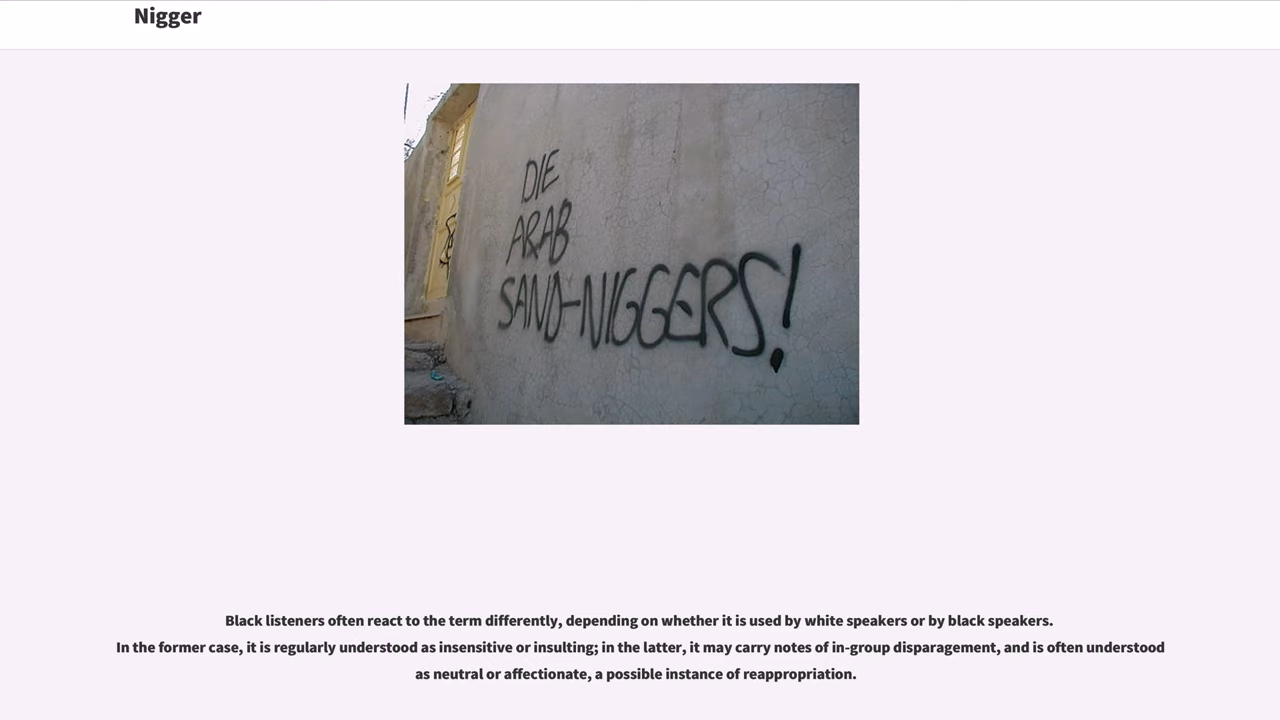 Nigger
DIE
ARAB
SAND-NIGGERS!
Black listeners often react to the term differently, depending on whether it is used by white speakers or by black speakers.
In the former case, it is regularly understood as insensitive or insulting; in the latter, it may carry notes of in-group disparagement, and is often understood
as neutral or affectionate, a possible instance of reappropriation.